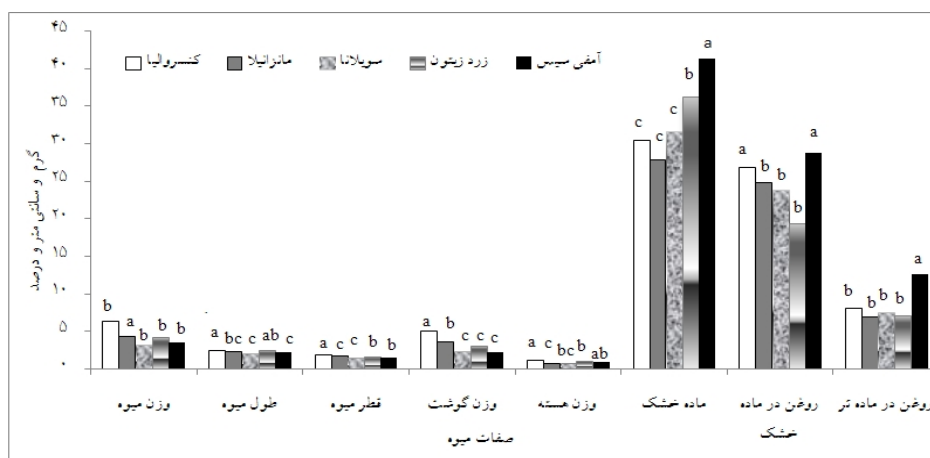 ۴۵
۴۰
۳۵
۳۰
۲۵
۲۰
۱۵
۱۰
۵
۰
گرم و سانتی متر و درصد
کنسروالیا مانزانیلا سویلانا زرد زیتون آمفی سیس
b a b b b
a bc c ab c
a c c b b
a b c c c
a c bc b ab
c c c b a
a b b b a
b b b b a
وزن میوه
طول میوه
قطر میوه
وزن گوشت
وزن هسته
ماده خشک
روغن در ماده
خشک
روغن در ماده تر
صفات میوه